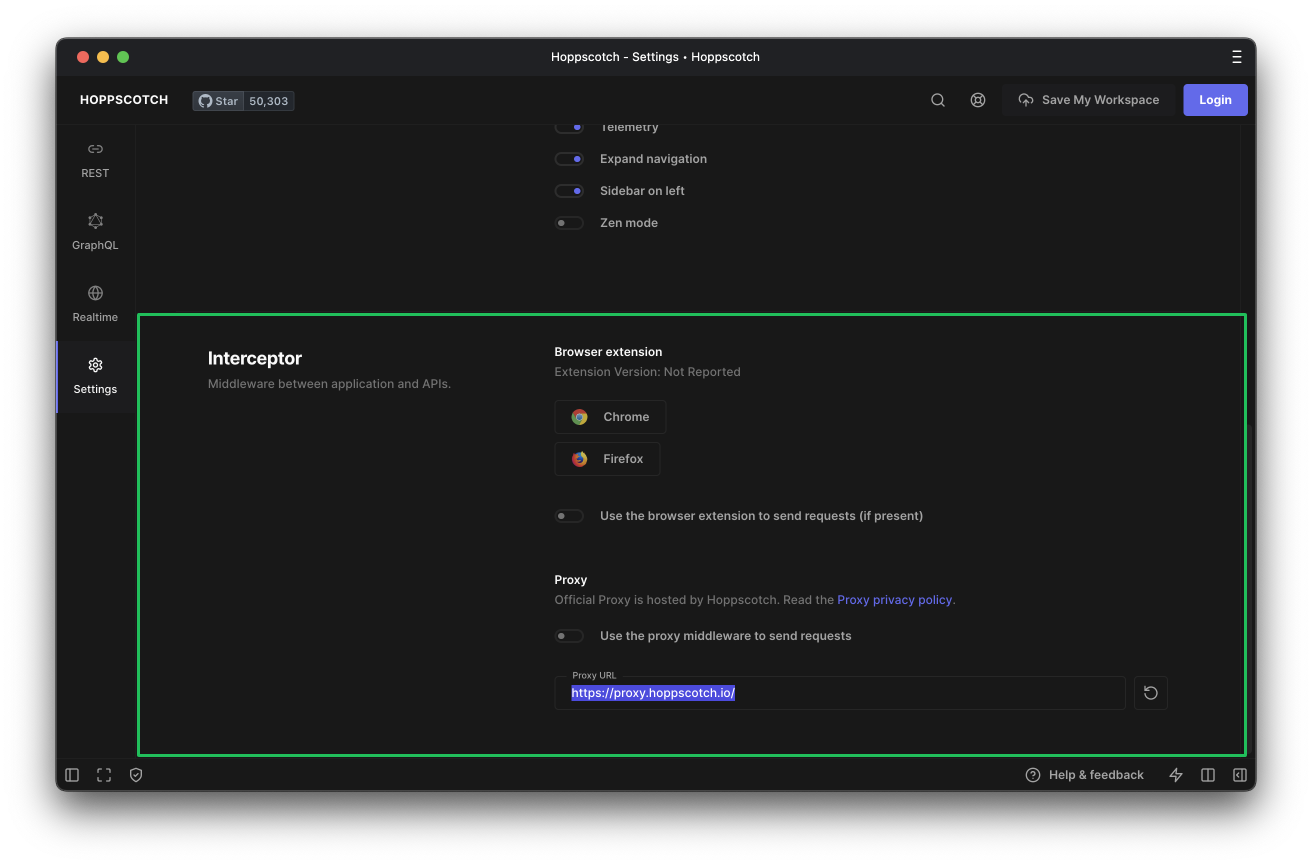 Hoppscotch - Settings • Hoppscotch
HOPPSCOTCH
Star 50,303
Save My Workspace
Login
REST
GraphQL
Realtime
Settings
Telemetry
Expand navigation
Sidebar on left
Zen mode
Interceptor
Middleware between application and APIs.
Browser extension
Extension Version: Not Reported
Chrome
Firefox
Use the browser extension to send requests (if present)
Proxy
Official Proxy is hosted by Hoppscotch. Read the Proxy privacy policy.
Use the proxy middleware to send requests
Proxy URL
https://proxy.hoppscotch.io/
Help & feedback